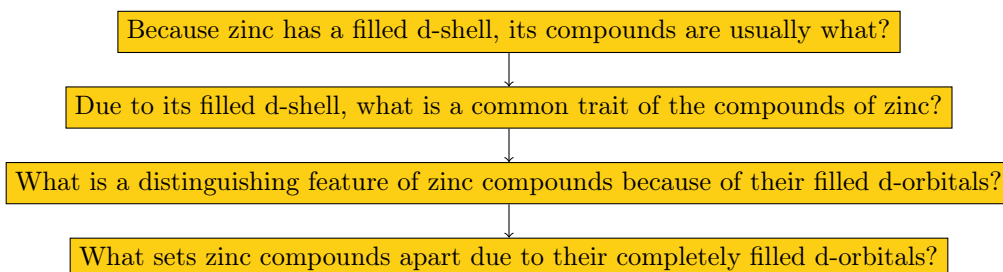 Because zinc has a filled d-shell, its compounds are usually what?
Due to its filled d-shell, what is a common trait of the compounds of zinc?
What is a distinguishing feature of zinc compounds because of their filled d-orbitals?
What sets zinc compounds apart due to their completely filled d-orbitals?